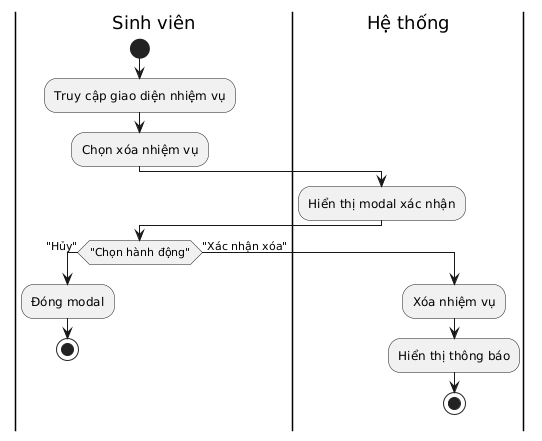 Sinh viên
Hệ thống
Truy cập giao diện nhiệm vụ
Chọn xóa nhiệm vụ
Hiển thị modal xác nhận
"Hủy"
"Chọn hành động"
"Xác nhận xóa"
Đóng modal
Xóa nhiệm vụ
Hiển thị thông báo